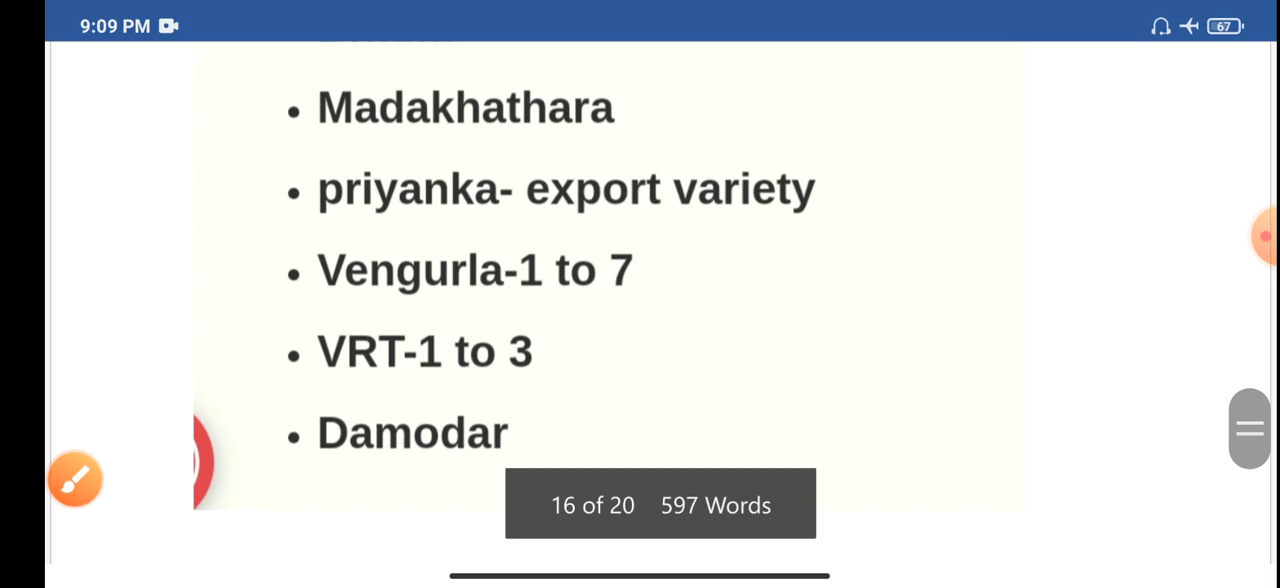 9:09 PM
67
• Madakhathara
• priyanka- export variety
• Vengurla-1 to 7
• VRT-1 to 3
• Damodar
16 of 20 597 Words